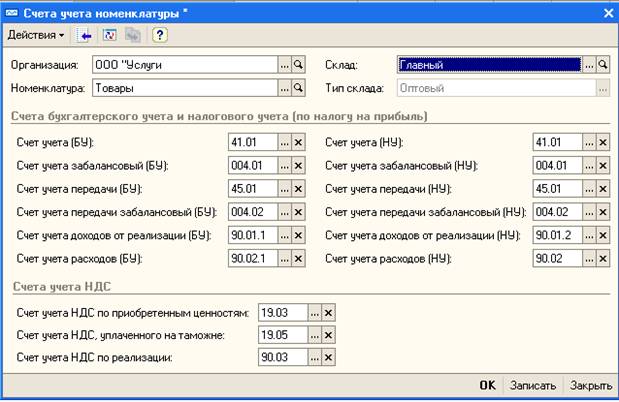 Счета учета номенклатуры *
Действия
Организация: ООО "Услуги ... Склад: Главный ...
Номенклатура: Товары ... Тип склада: Оптовый ...
Счета бухгалтерского учета и налогового учета (по налогу на прибыль)
Счет учета (БУ): 41.01 ... × Счет учета (НУ): 41.01 ... ×
Счет учета забалансовый (БУ): 004.01 ... × Счет учета забалансовый (НУ): 004.01 ... ×
Счет учета передачи (БУ): 45.01 ... × Счет учета передачи (НУ): 45.01 ... ×
Счет учета передачи забалансовый (БУ): 004.02 ... × Счет учета передачи забалансовый (НУ): 004.02 ... ×
Счет учета доходов от реализации (БУ): 90.01.1 ... × Счет учета доходов от реализации (НУ): 90.01.2 ... ×
Счет учета расходов (БУ): 90.02.1 ... × Счет учета расходов (НУ): 90.02 ... ×
Счета учета НДС
Счет учета НДС по приобретенным ценностям: 19.03 ... ×
Счет учета НДС, уплаченного на таможне: 19.05 ... ×
Счет учета НДС по реализации: 90.03 ... ×
OK Записать Закрыть